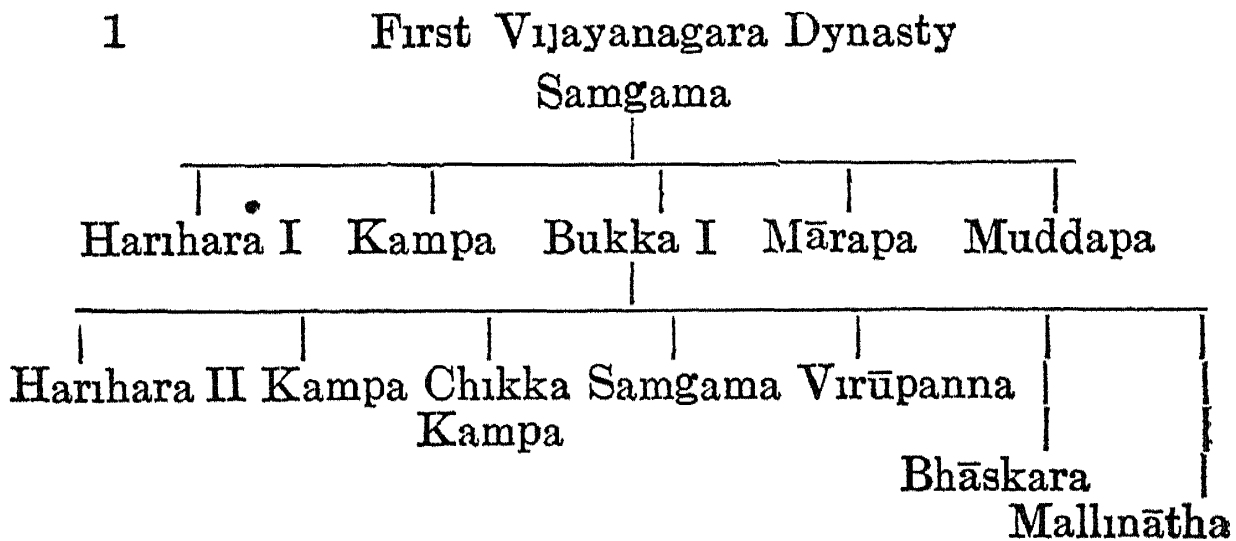 1 First Vijayanagara Dynasty
Samgama
Harihara I Kampa Bukka I Mārapa Muddapa
Harihara II Kampa Chikka Samgama Virūpanna
Kampa
Bhāskara
Mallinātha